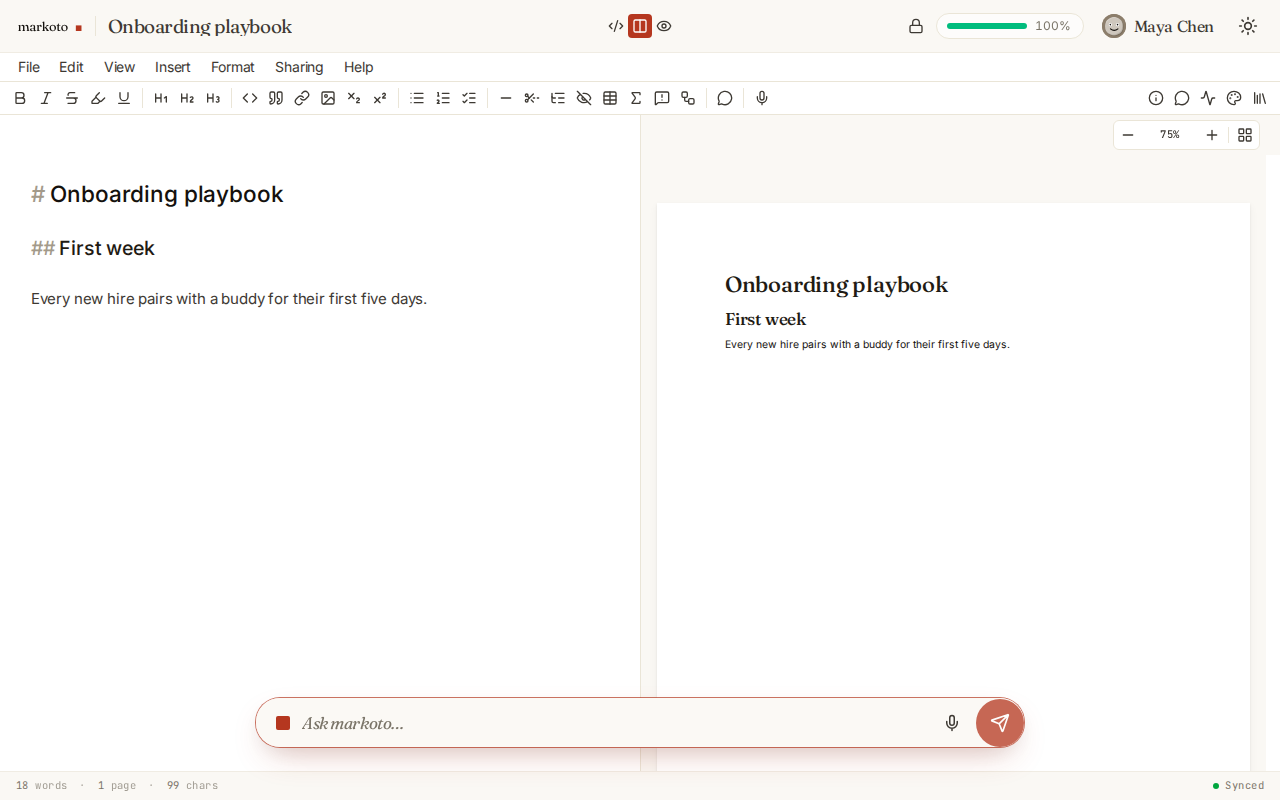 markoto
Onboarding playbook
100%
Maya Chen
File Edit View Insert Format Sharing Help
H1 H2 H3
75%
# Onboarding playbook
## First week
Every new hire pairs with a buddy for their first five days.
Onboarding playbook
First week
Every new hire pairs with a buddy for their first five days.
Ask markoto...
18 words · 1 page · 99 chars
Synced